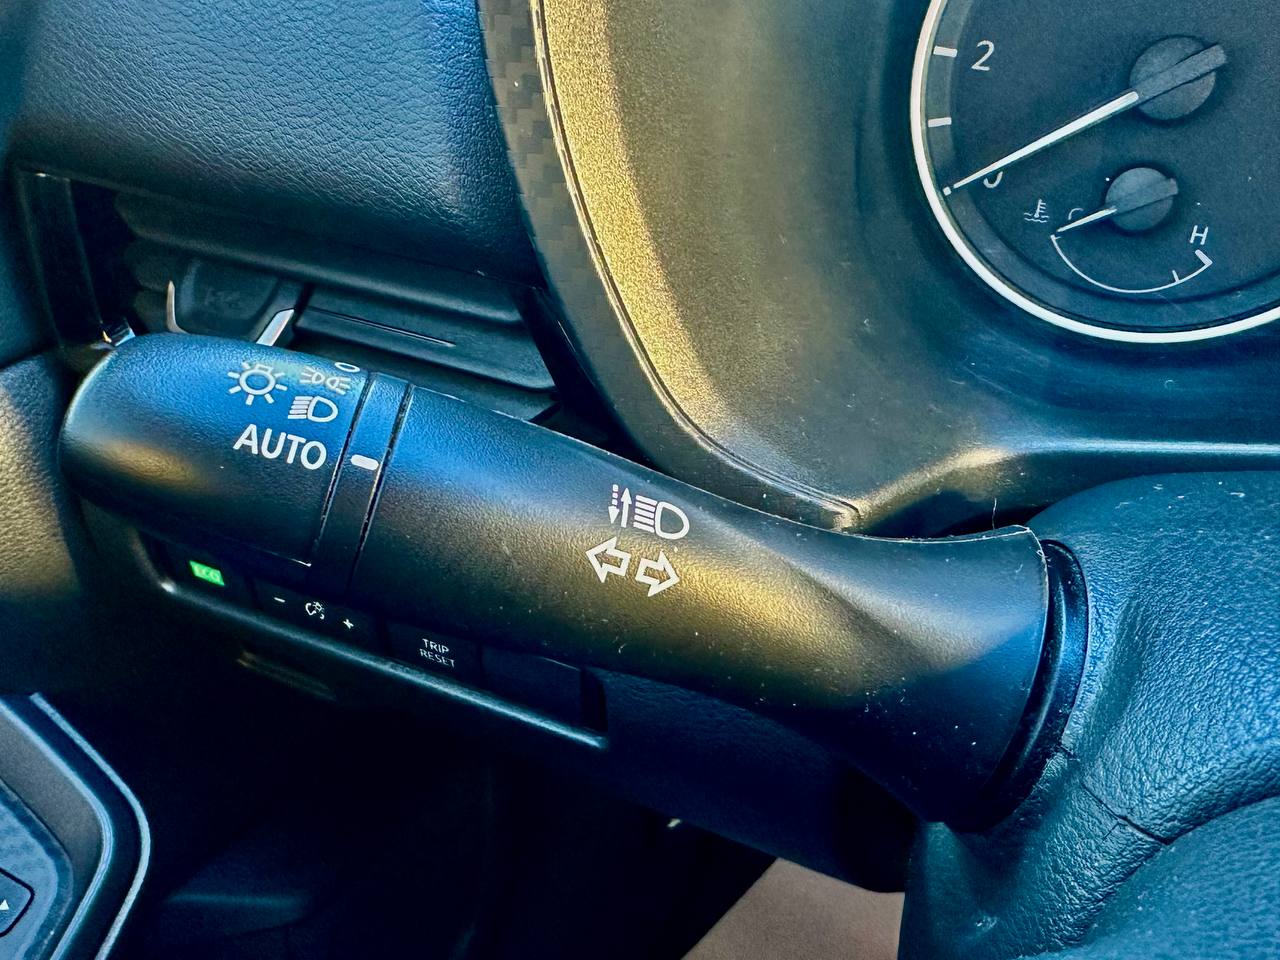 2
H
AUTO
ECO
- +
TRIP
RESET